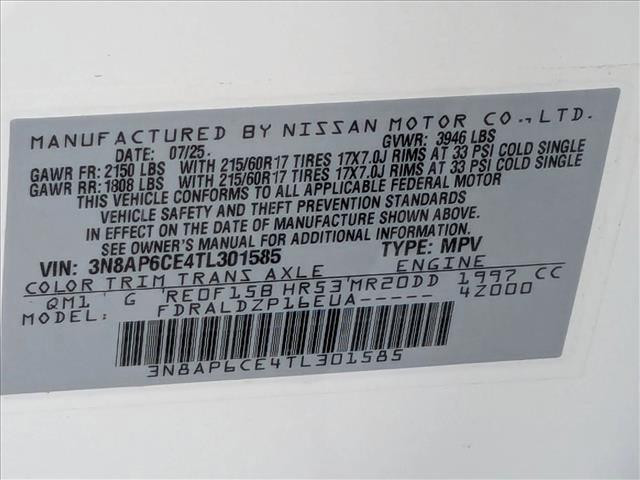 MANUFACTURED BY NISSAN MOTOR CO., LTD.
DATE: 07/25. GVWR: 3946 LBS
GAWR FR: 2150 LBS WITH 215/60R17 TIRES 17X7.0J RIMS AT 33 PSI COLD SINGLE
GAWR RR: 1808 LBS WITH 215/60R17 TIRES 17X7.0J RIMS AT 33 PSI COLD SINGLE
THIS VEHICLE CONFORMS TO ALL APPLICABLE FEDERAL MOTOR
VEHICLE SAFETY AND THEFT PREVENTION STANDARDS
IN EFFECT ON THE DATE OF MANUFACTURE SHOWN ABOVE.
SEE OWNER'S MANUAL FOR ADDITIONAL INFORMATION.
VIN: 3N8AP6CE4TL301585 TYPE: MPV
COLOR TRIM TRANS AXLE ENGINE
QM1 G RE0F15B HR53 MR20DD 1997 CC
MODEL: FDRALDZP16EUA- 4Z000
3N8AP6CE4TL301585